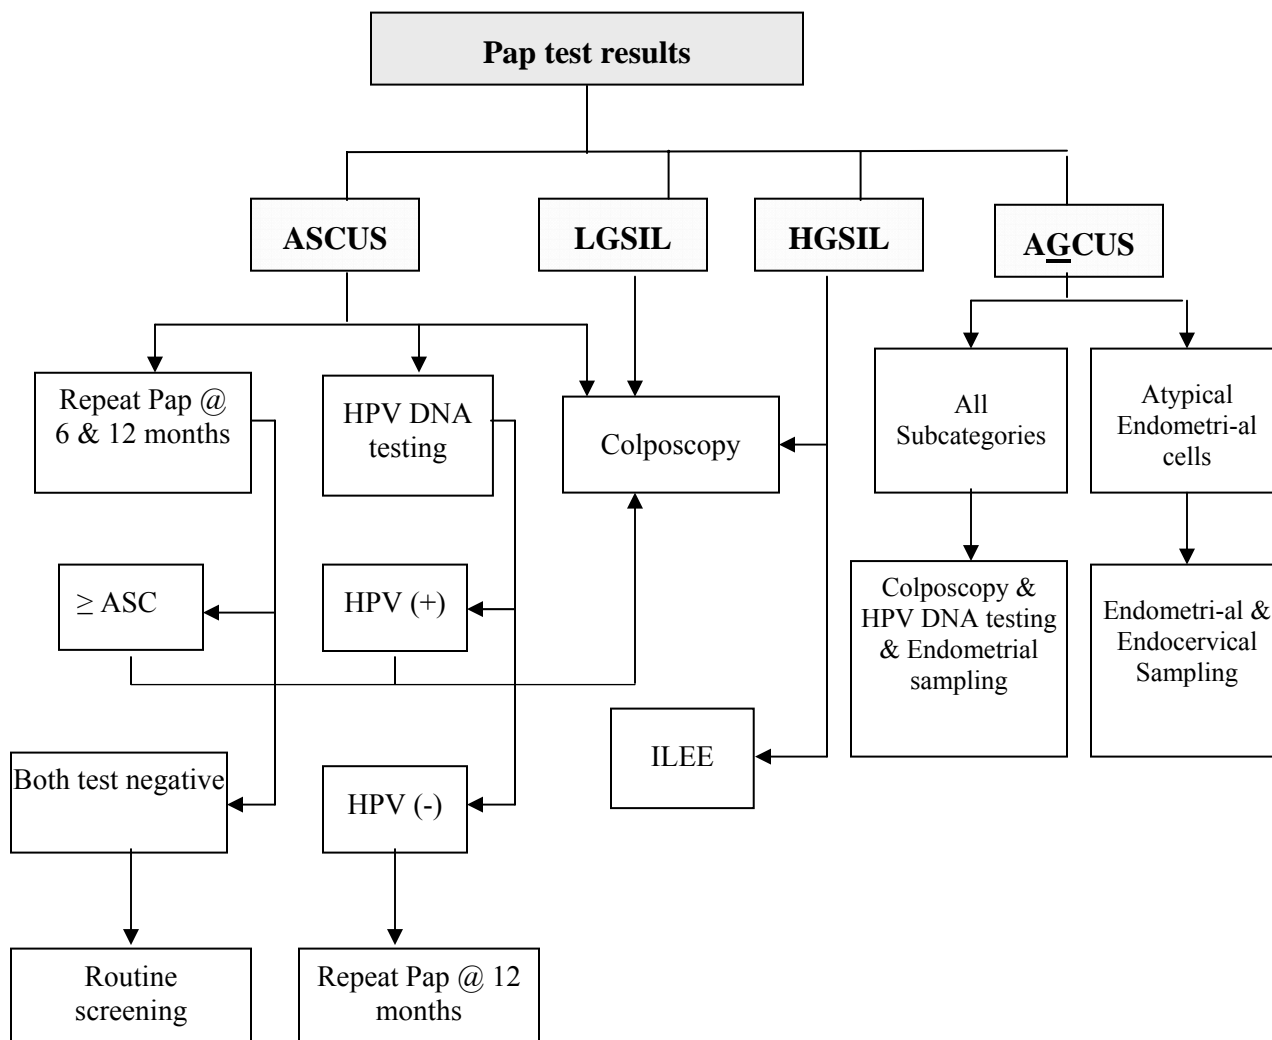 Pap test results
ASCUS
LGSIL
HGSIL
AGCUS
Repeat Pap @
6 & 12 months
HPV DNA
testing
Colposcopy
All
Subcategories
Atypical
Endometri-al
cells
≥ ASC
HPV (+)
Colposcopy &
HPV DNA testing
& Endometrial
sampling
Endometri-al &
Endocervical
Sampling
ILEE
Both test negative
HPV (-)
Routine
screening
Repeat Pap @ 12
months